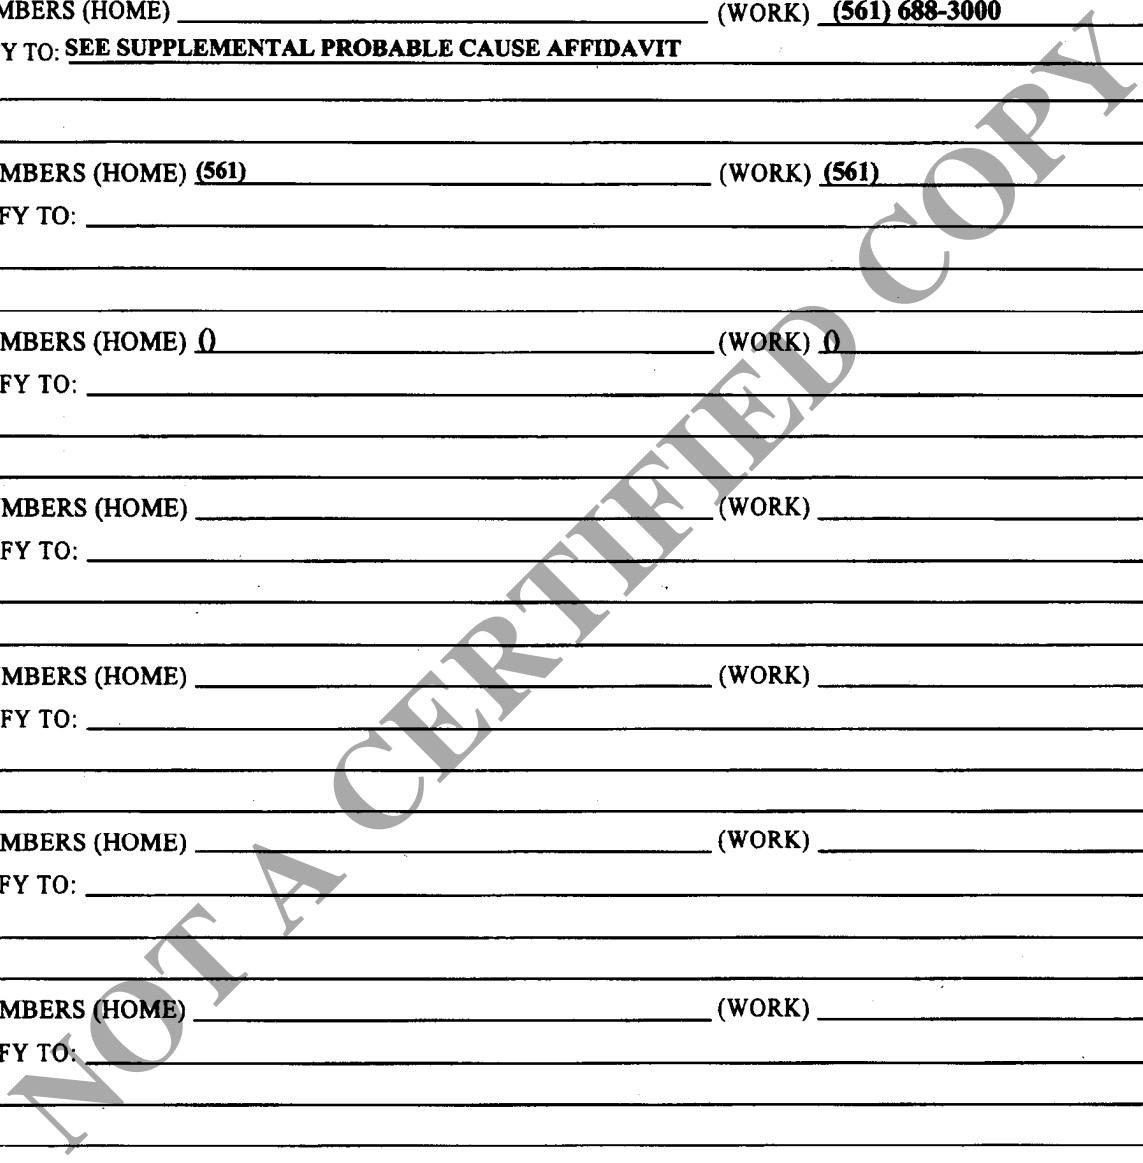 MBERS (HOME) (WORK) (561) 688-3000
Y TO: SEE SUPPLEMENTAL PROBABLE CAUSE AFFIDAVIT
MBERS (HOME) (561) (WORK) (561)
FY TO:
MBERS (HOME) () (WORK) ()
FY TO:
MBERS (HOME) (WORK)
FY TO:
MBERS (HOME) (WORK)
FY TO:
MBERS (HOME) (WORK)
FY TO:
MBERS (HOME) (WORK)
FY TO:
NOT A CERTIFIED COPY